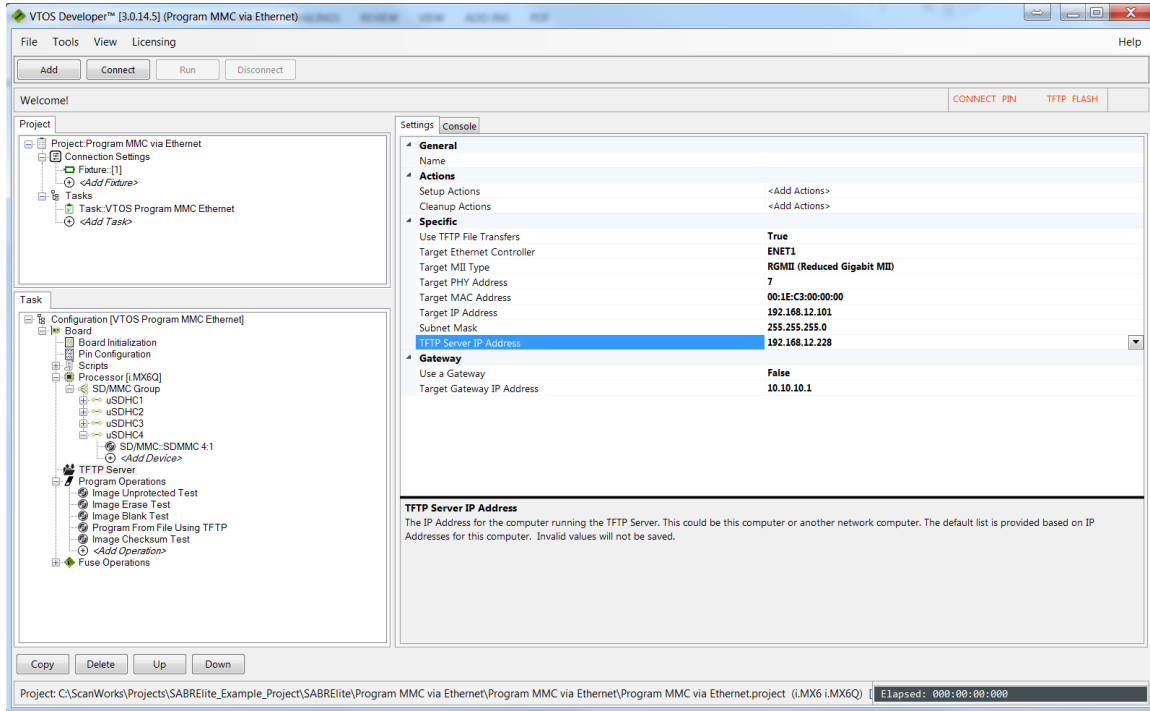 VTOS Developer™ [3.0.14.5] (Program MMC via Ethernet)
REVIEW VIEW ADD-INS PDF
File Tools View Licensing Help
Add Connect Run Disconnect
Welcome! CONNECT PIN TFTP FLASH
Project
Project:Program MMC via Ethernet
Connection Settings
Fixture::[1]
<Add Fixture>
Tasks
Task::VTOS Program MMC Ethernet
<Add Task>
Task
Configuration [VTOS Program MMC Ethernet]
Board
Board Initialization
Pin Configuration
Scripts
Processor [i.MX6Q]
SD/MMC Group
uSDHC1
uSDHC2
uSDHC3
uSDHC4
SD/MMC::SDMMC 4:1
<Add Device>
TFTP Server
Program Operations
Image Unprotected Test
Image Erase Test
Image Blank Test
Program From File Using TFTP
Image Checksum Test
<Add Operation>
Fuse Operations
Settings Console
General
Name
Actions
Setup Actions <Add Actions>
Cleanup Actions <Add Actions>
Specific
Use TFTP File Transfers True
Target Ethernet Controller ENET1
Target MII Type RGMII (Reduced Gigabit MII)
Target PHY Address 7
Target MAC Address 00:1E:C3:00:00:00
Target IP Address 192.168.12.101
Subnet Mask 255.255.255.0
TFTP Server IP Address 192.168.12.228
Gateway
Use a Gateway False
Target Gateway IP Address 10.10.10.1
TFTP Server IP Address
The IP Address for the computer running the TFTP Server. This could be this computer or another network computer. The default list is provided based on IP
Addresses for this computer. Invalid values will not be saved.
Copy Delete Up Down
Project: C:\ScanWorks\Projects\SABRElite_Example_Project\SABRElite\Program MMC via Ethernet\Program MMC via Ethernet\Program MMC via Ethernet.project (i.MX6 i.MX6Q) [ Elapsed: 000:00:00:000